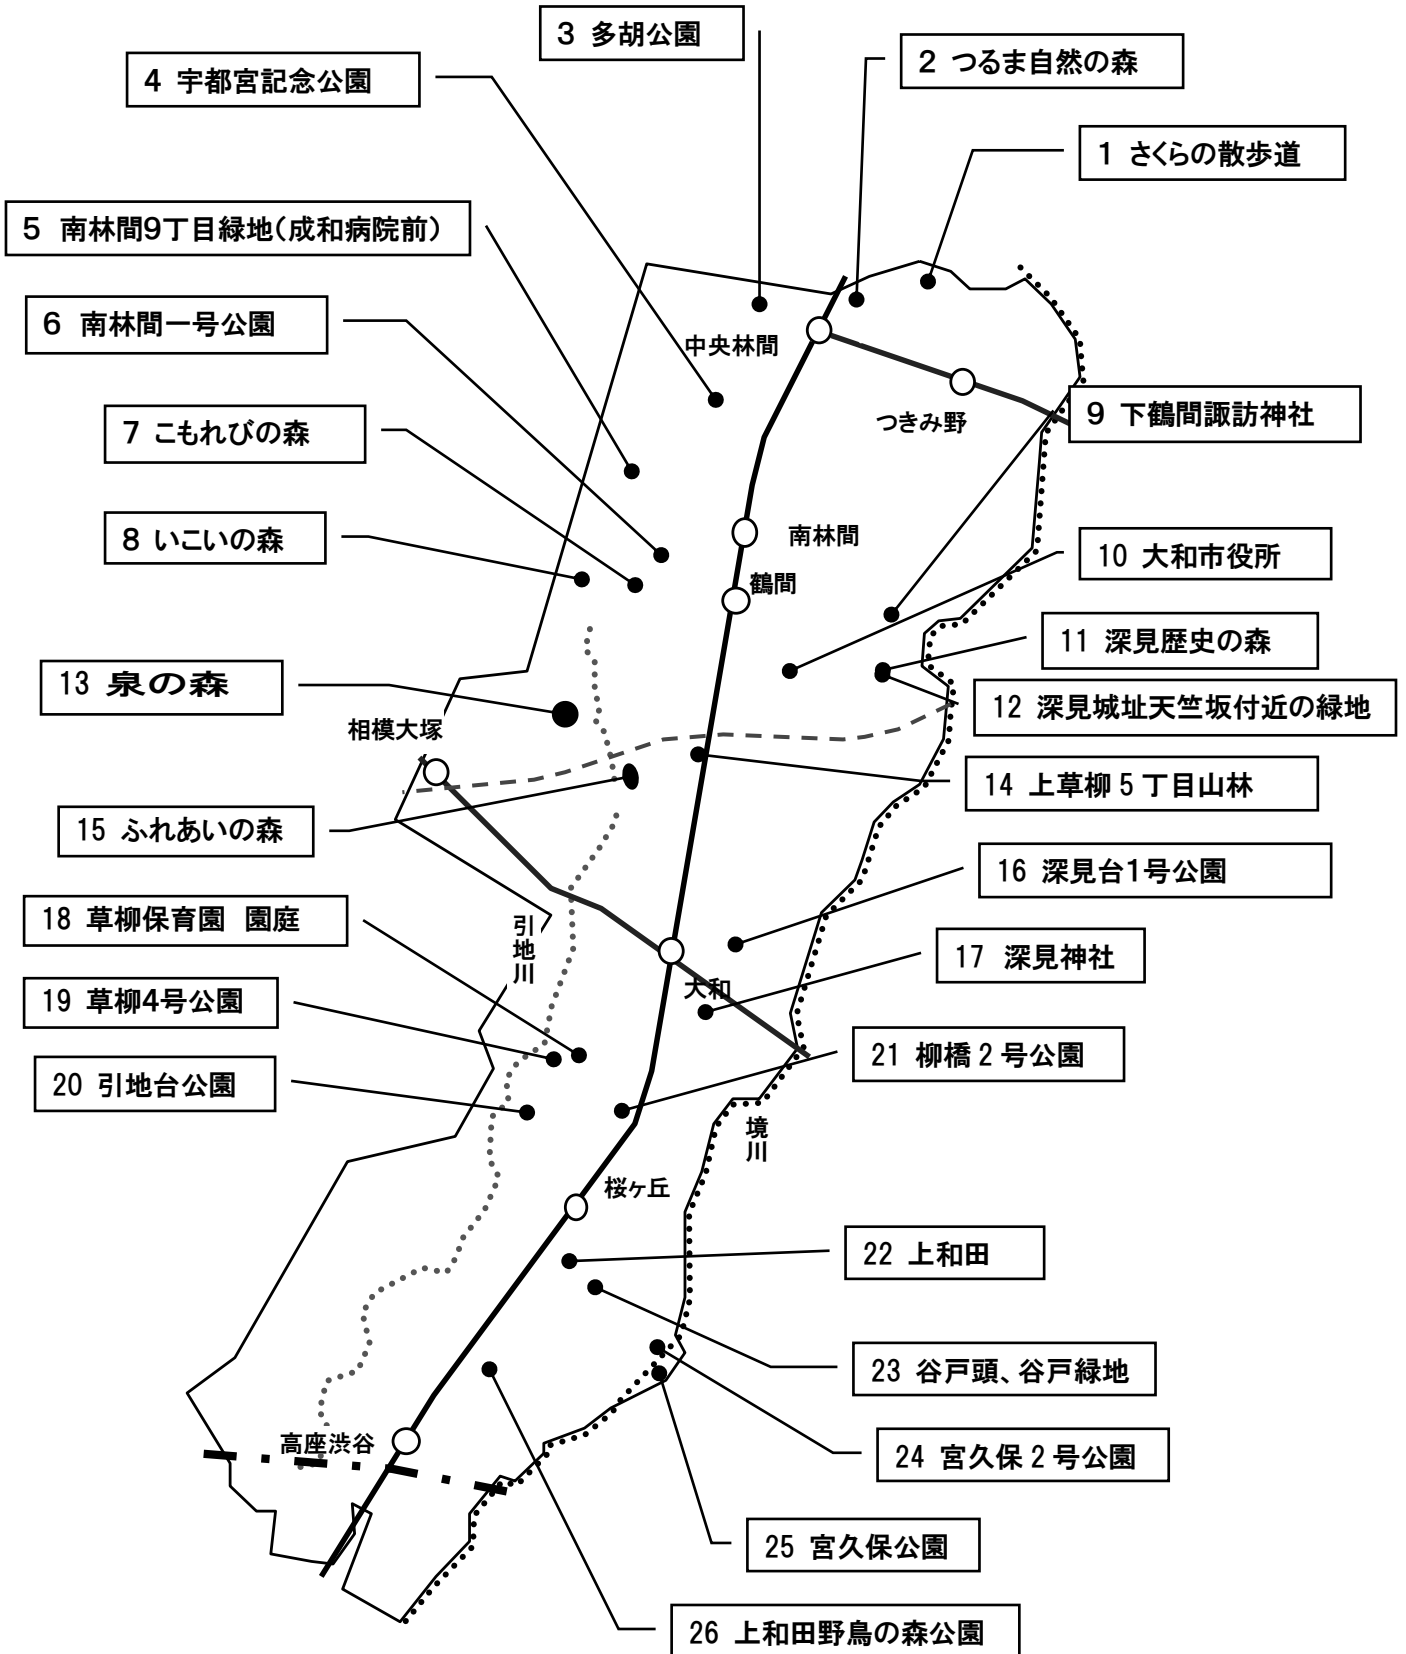 3 多胡公園
2 つるま自然の森
4 宇都宮記念公園
1 さくらの散歩道
5 南林間9丁目緑地(成和病院前)
6 南林間一号公園
中央林間
つきみ野
9 下鶴間諏訪神社
7 こもれびの森
8 いこいの森
南林間
10 大和市役所
鶴間
11 深見歴史の森
13 泉の森
12 深見城址天竺坂付近の緑地
相模大塚
14 上草柳5丁目山林
15 ふれあいの森
16 深見台1号公園
18 草柳保育園 園庭
引地川
17 深見神社
大和
19 草柳4号公園
21 柳橋2号公園
20 引地台公園
境川
桜ヶ丘
22 上和田
23 谷戸頭、谷戸緑地
高座渋谷
24 宮久保2号公園
25 宮久保公園
26 上和田野鳥の森公園